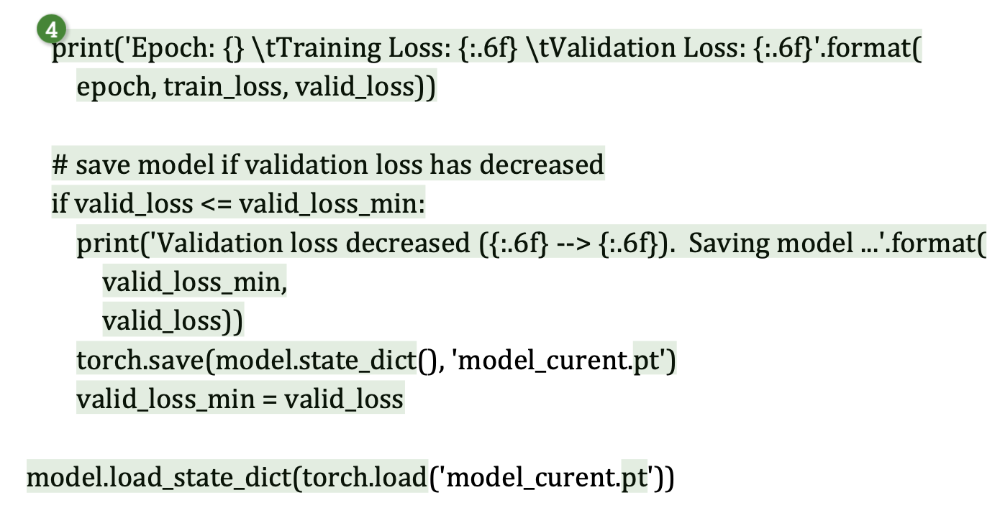 4
print('Epoch: {} \tTraining Loss: {:.6f} \tValidation Loss: {:.6f}'.format(
epoch, train_loss, valid_loss))
# save model if validation loss has decreased
if valid_loss <= valid_loss_min:
print('Validation loss decreased ({:.6f} --> {:.6f}).  Saving model ...'.format(
valid_loss_min,
valid_loss))
torch.save(model.state_dict(), 'model_curent.pt')
valid_loss_min = valid_loss
model.load_state_dict(torch.load('model_curent.pt'))